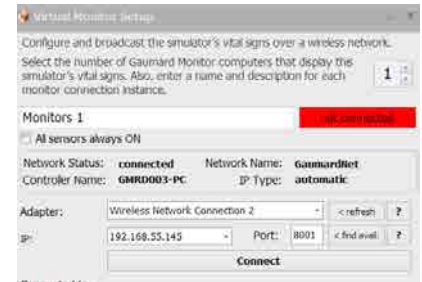 Virtual Monitor Setup
Configure and broadcast the simulator's vital signs over a wireless network.
Select the number of Gaumard Monitor computers that display this
simulator's vital signs. Also, enter a name and description for each
monitor connection instance.
1
Monitors 1
not connected
All sensors always ON
Network Status: connected Network Name: GaumardNet
Controller Name: GMRD003-PC IP Type: automatic
Adapter: Wireless Network Connection 2 < refresh ?
IP: 192.168.55.145 Port: 8001 < find avail. ?
Connect